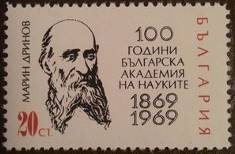 МАРИН ДРИНОВ
20 СТ.
100
ГОДИНИ
БЪЛГАРСКА
АКАДЕМИЯ
НА НАУКИТЕ
1869
1969
БЪЛГАРИЯ